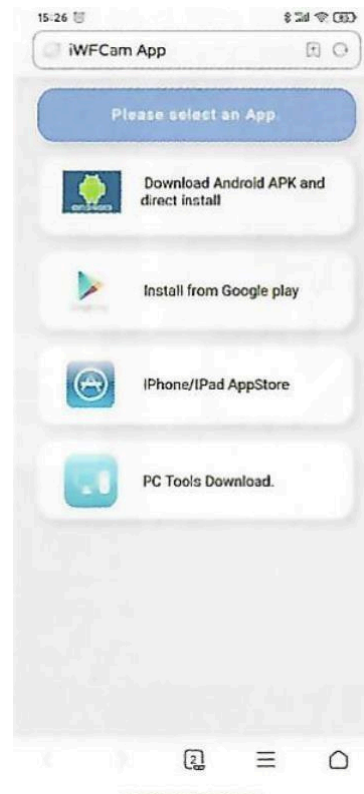 15:26
iWFCam App
Please select an App
Download Android APK and
direct install
Install from Google play
iPhone/IPad AppStore
PC Tools Download.
2